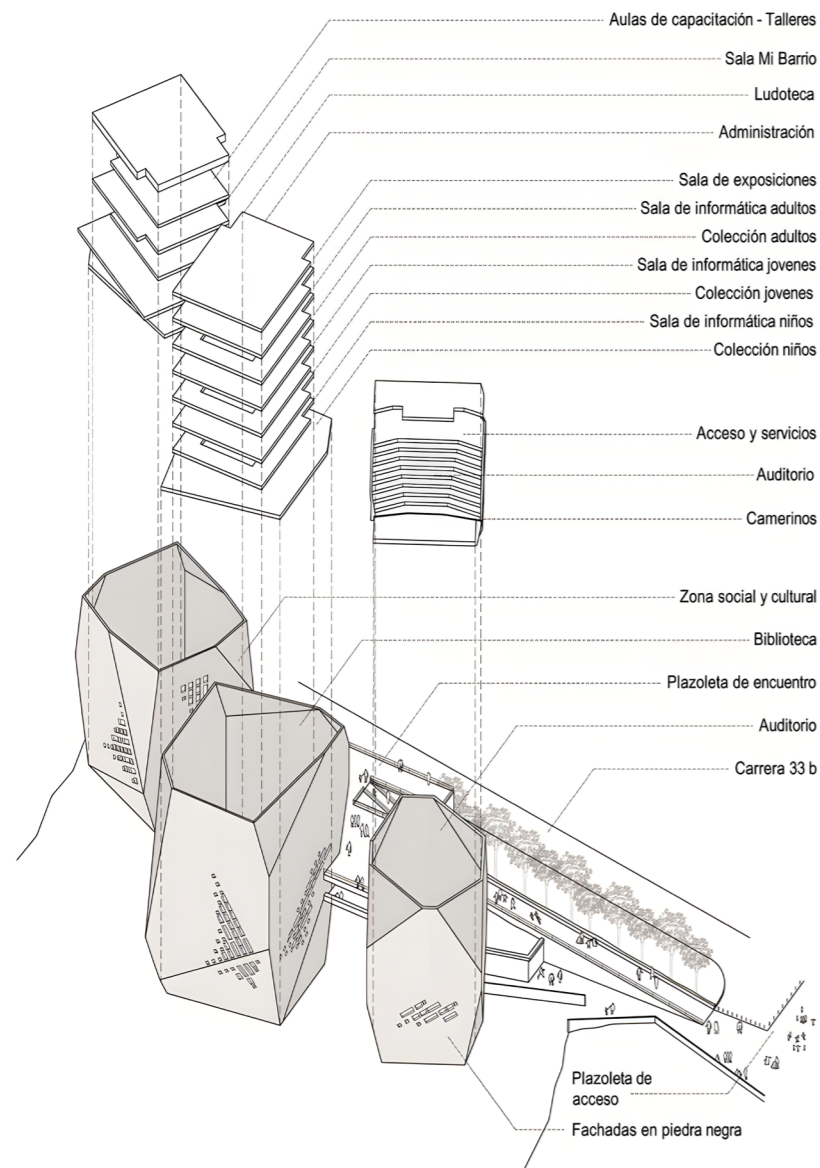 Aulas de capacitación - Talleres
Sala Mi Barrio
Ludoteca
Administración
Sala de exposiciones
Sala de informática adultos
Colección adultos
Sala de informática jovenes
Colección jovenes
Sala de informática niños
Colección niños
Acceso y servicios
Auditorio
Camerinos
Zona social y cultural
Biblioteca
Plazoleta de encuentro
Auditorio
Carrera 33 b
Plazoleta de
acceso
Fachadas en piedra negra